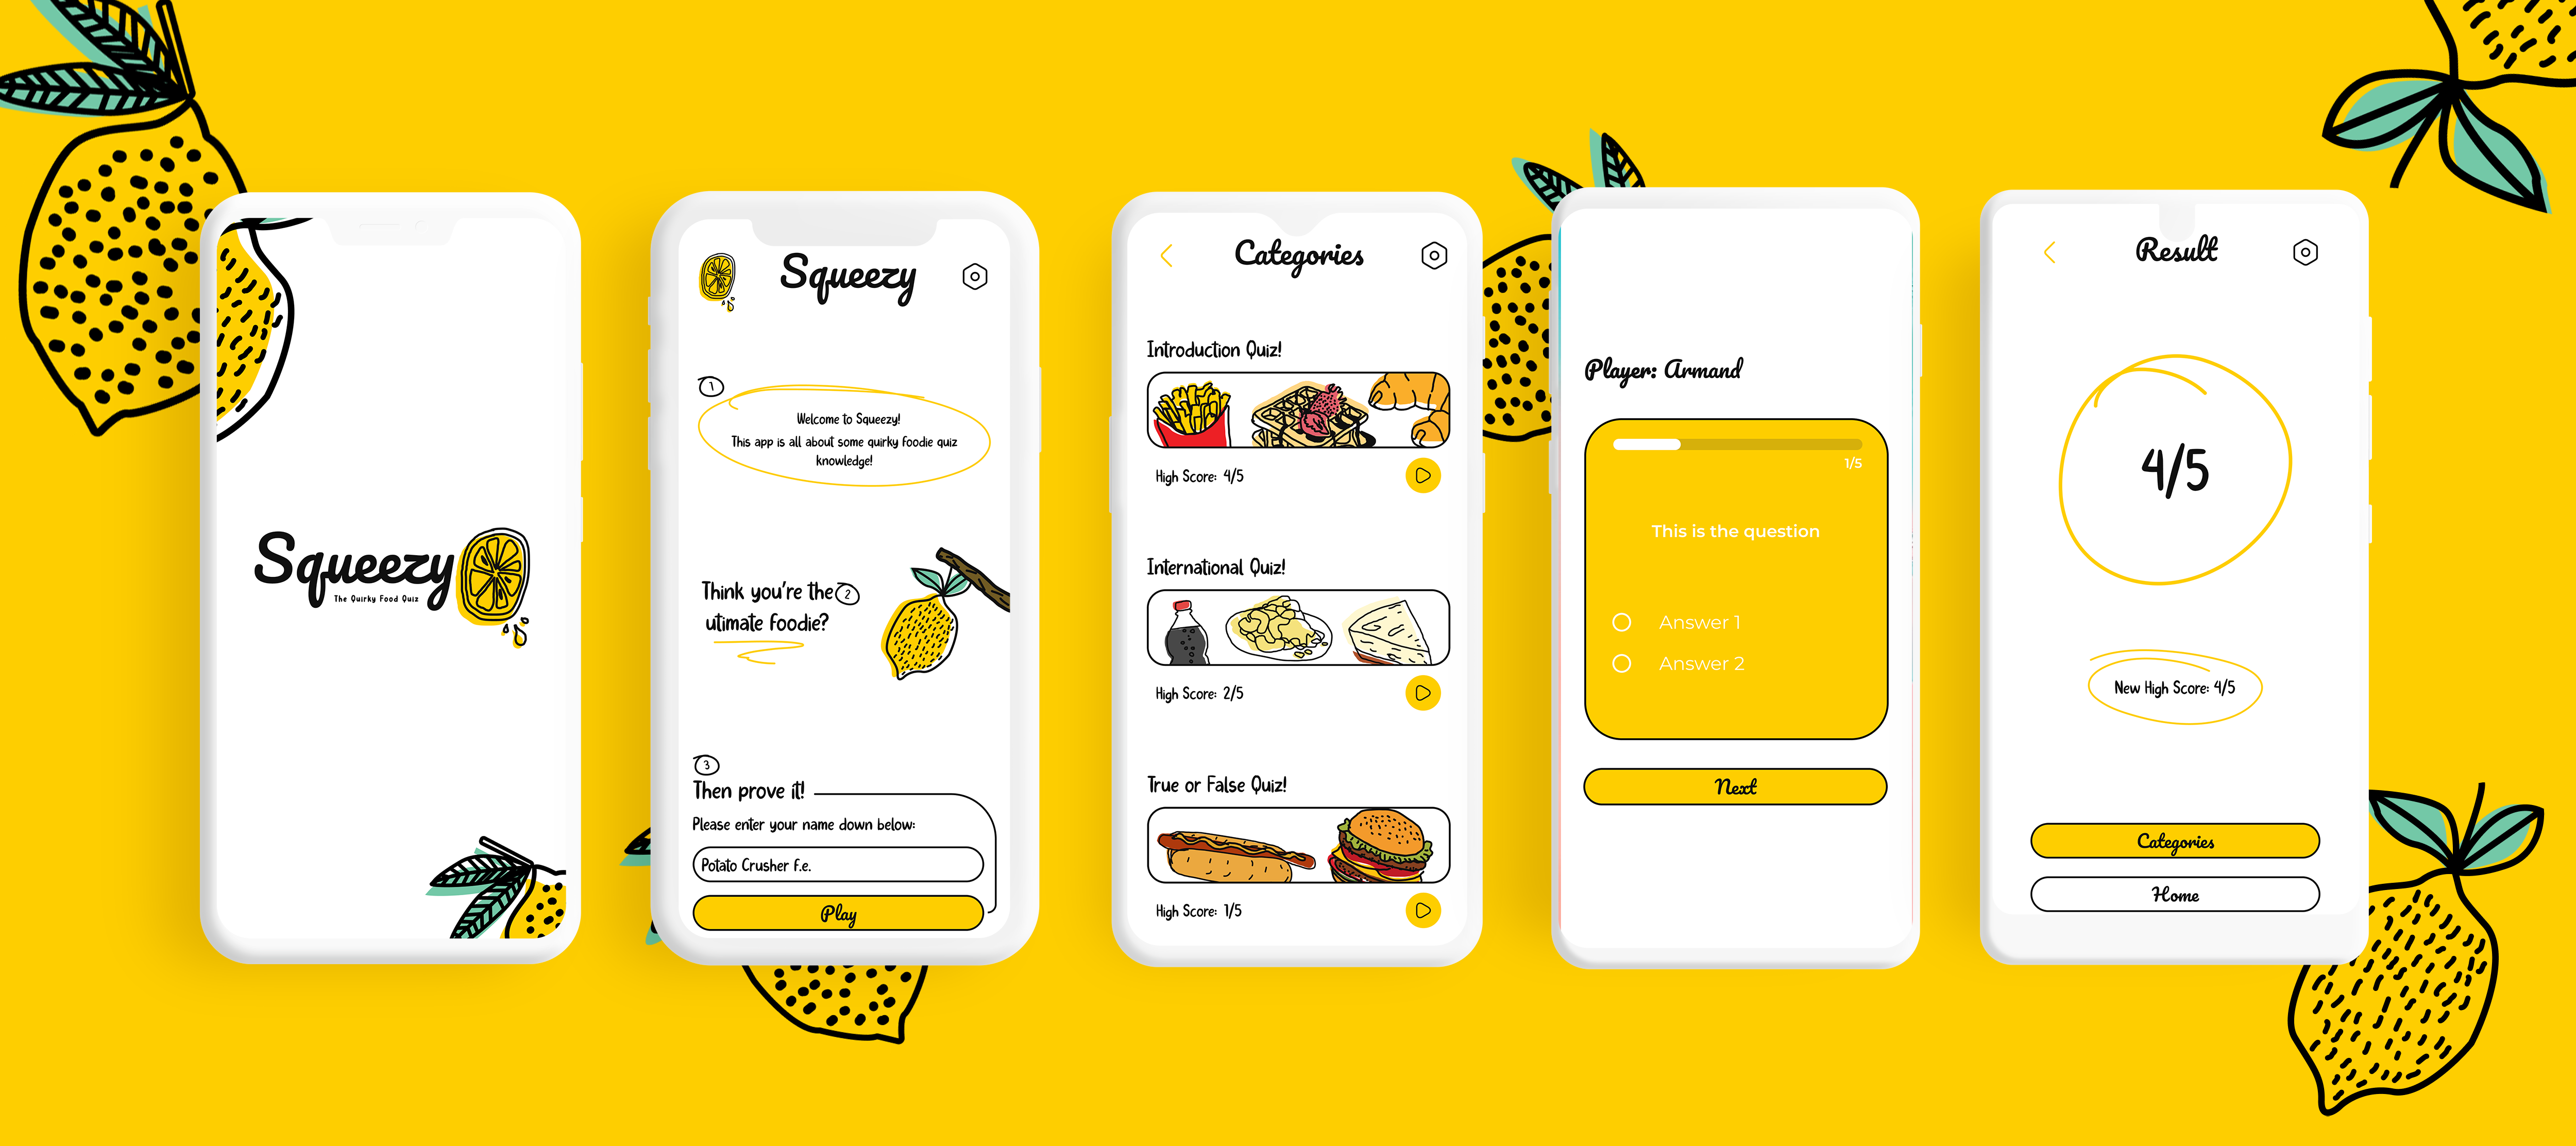 Squeezy
The Quirky Food Quiz
Squeezy
1
Welcome to Squeezy!
This app is all about some quirky foodie quiz
knowledge!
Think you're the 2
utimate foodie?
3
Then prove it!
Please enter your name down below:
Potato Crusher f.e.
Play
Categories
Introduction Quiz!
High Score: 4/5
International Quiz!
High Score: 2/5
True or False Quiz!
High Score: 1/5
Player: Armand
1/5
This is the question
Answer 1
Answer 2
Next
Result
4/5
New High Score: 4/5
Categories
Home